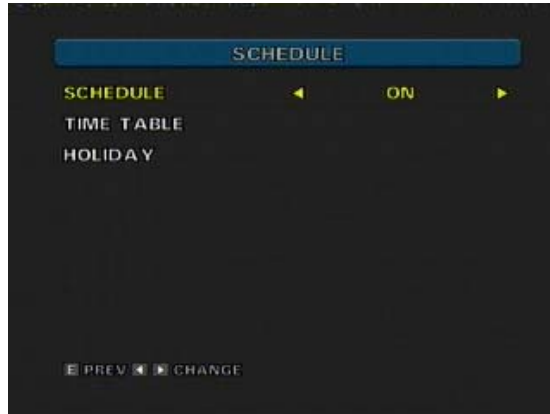 SCHEDULE
SCHEDULE ◄ ON ►
TIME TABLE
HOLIDAY
E PREV ◄ ► CHANGE